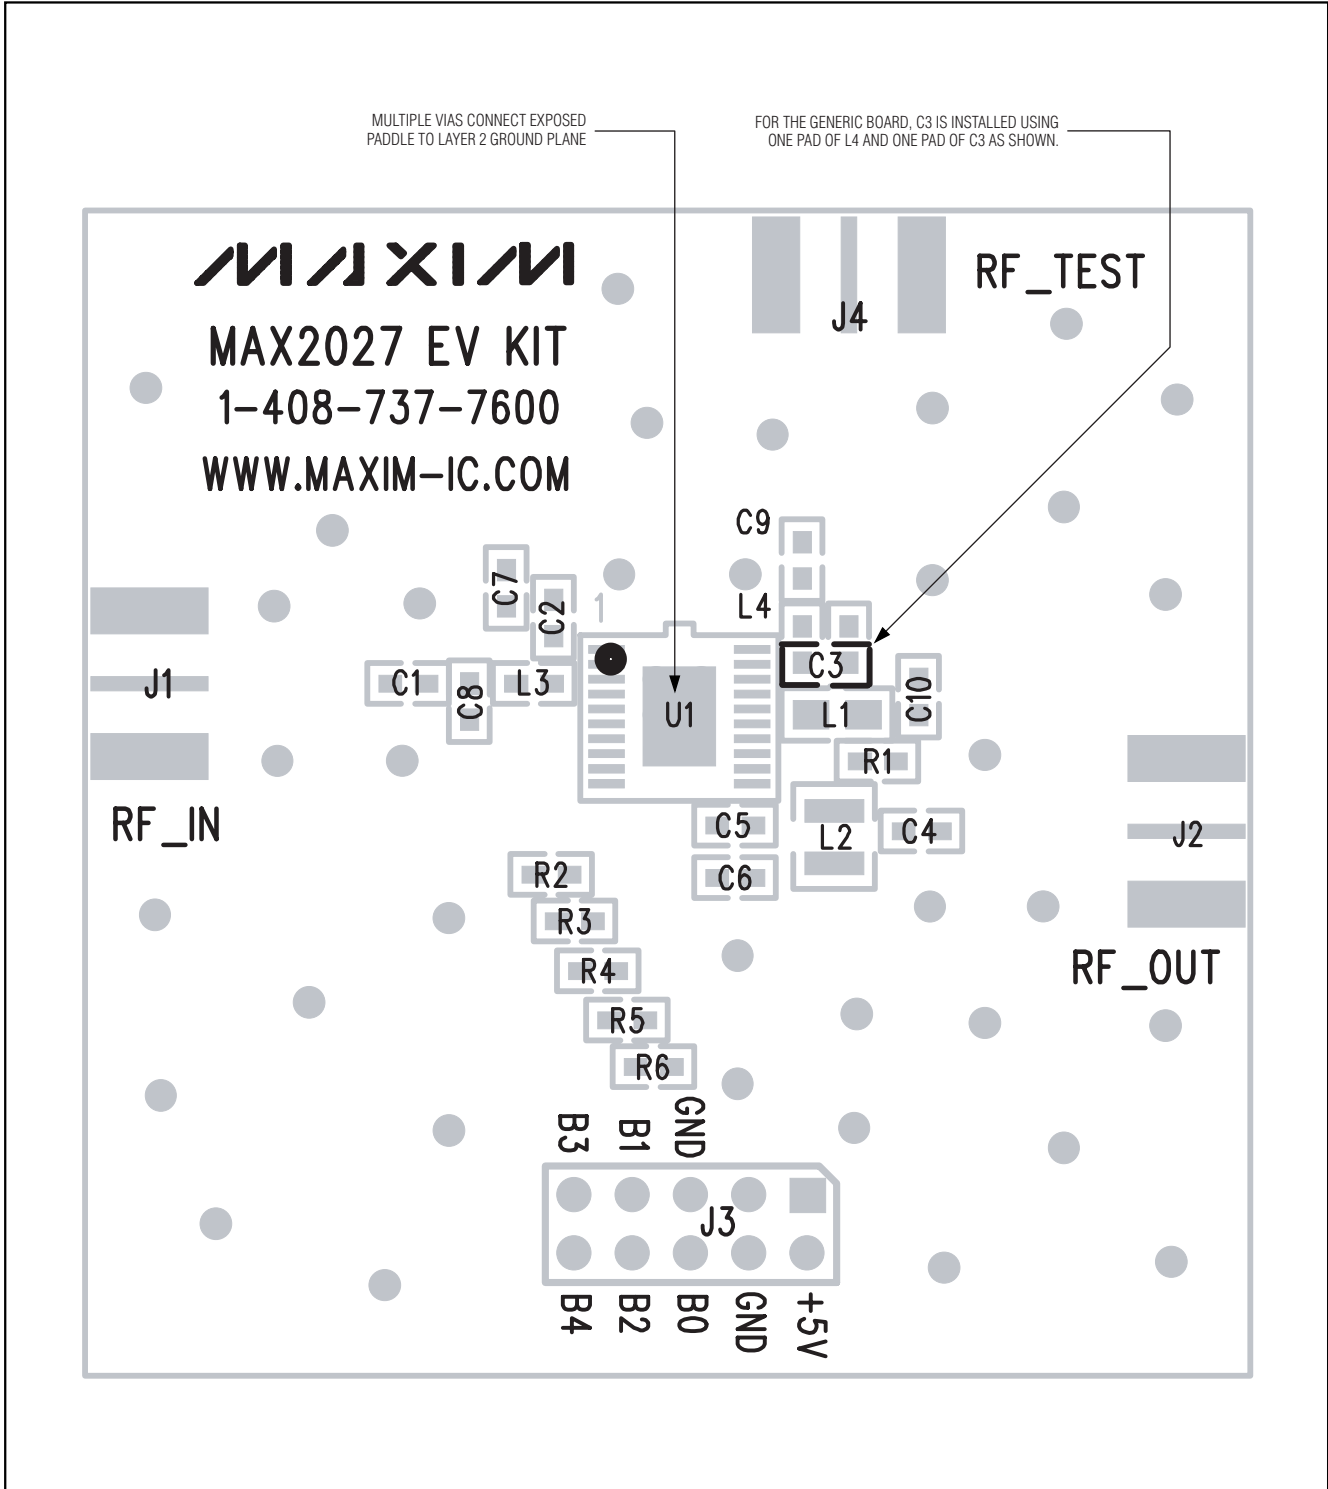 MULTIPLE VIAS CONNECT EXPOSED
PADDLE TO LAYER 2 GROUND PLANE
FOR THE GENERIC BOARD, C3 IS INSTALLED USING
ONE PAD OF L4 AND ONE PAD OF C3 AS SHOWN.
MAXIM
RF_TEST
J4
MAX2027 EV KIT
1-408-737-7600
WWW.MAXIM-IC.COM
C9
C7
C2
1
L4
C3
J1
C1
C8
L3
U1
L1
C10
R1
RF_IN
C5
L2
C4
J2
R2
C6
R3
R4
RF_OUT
R5
R6
B3
B1
GND
J3
B4
B2
B0
GND
+5V